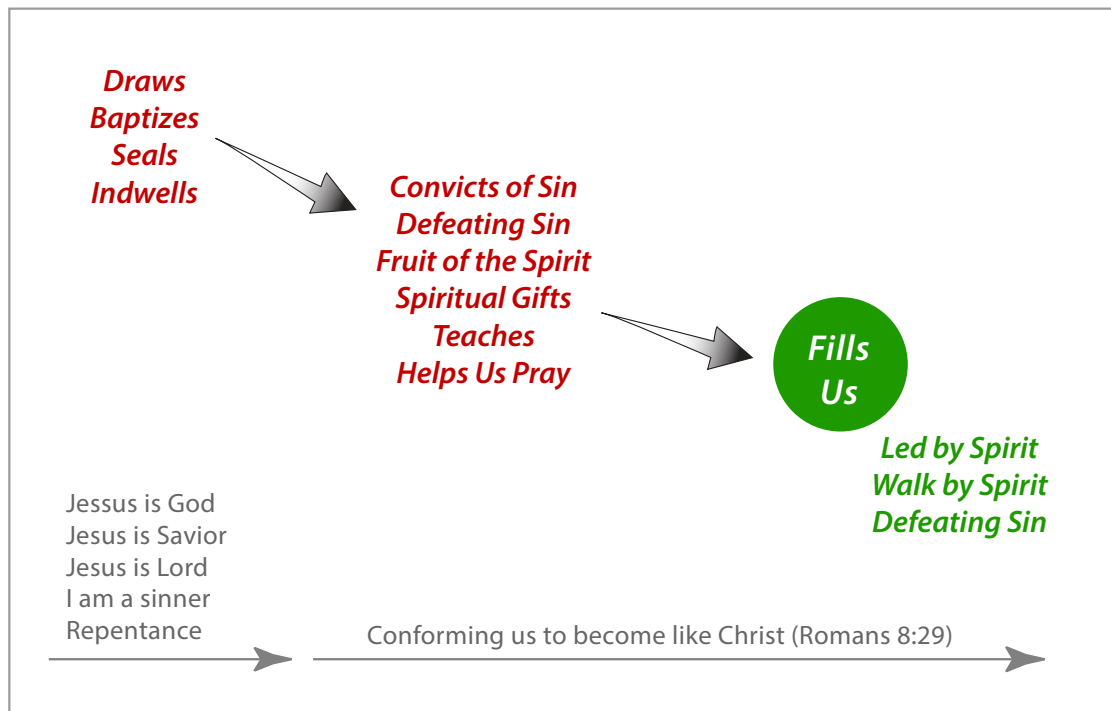 Draws
Baptizes
Seals
Indwells
Convicts of Sin
Defeating Sin
Fruit of the Spirit
Spiritual Gifts
Teaches
Helps Us Pray
Fills
Us
Led by Spirit
Walk by Spirit
Defeating Sin
Jessus is God
Jesus is Savior
Jesus is Lord
I am a sinner
Repentance
Conforming us to become like Christ (Romans 8:29)